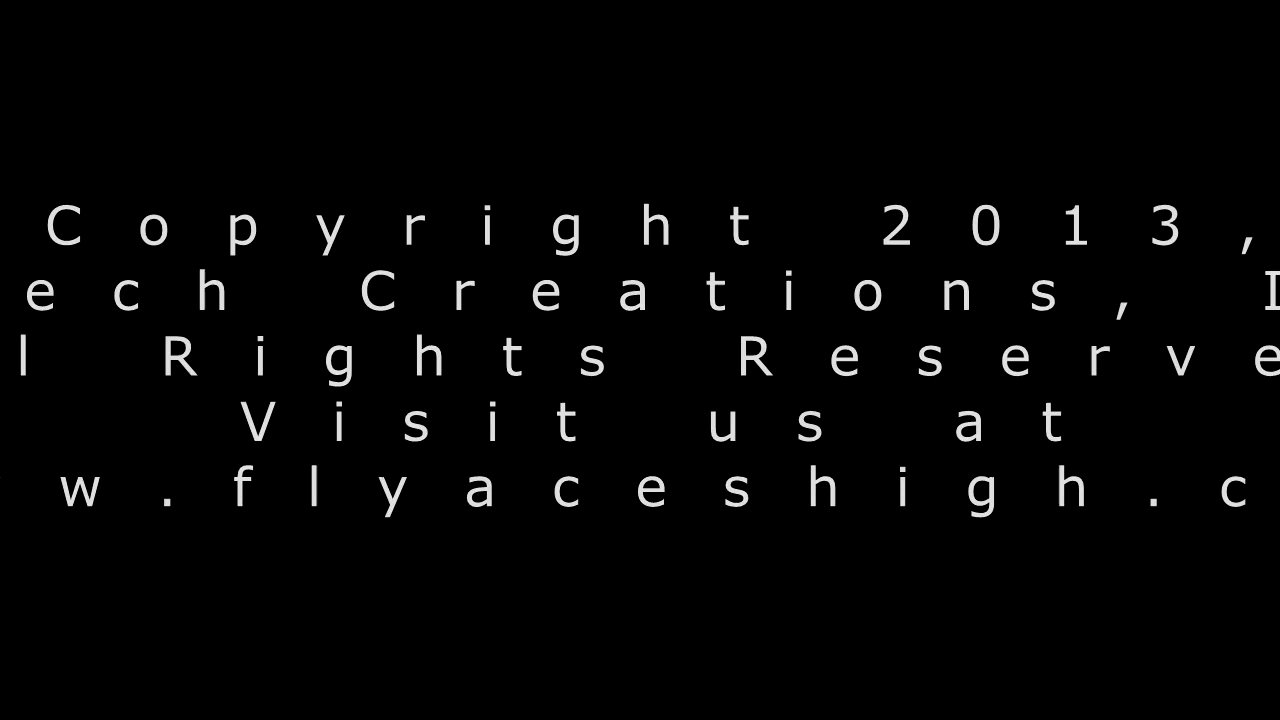 Copyright 2013,
ech Creations, I
l Rights Reserve
Visit us at
w.flyaceshigh.c